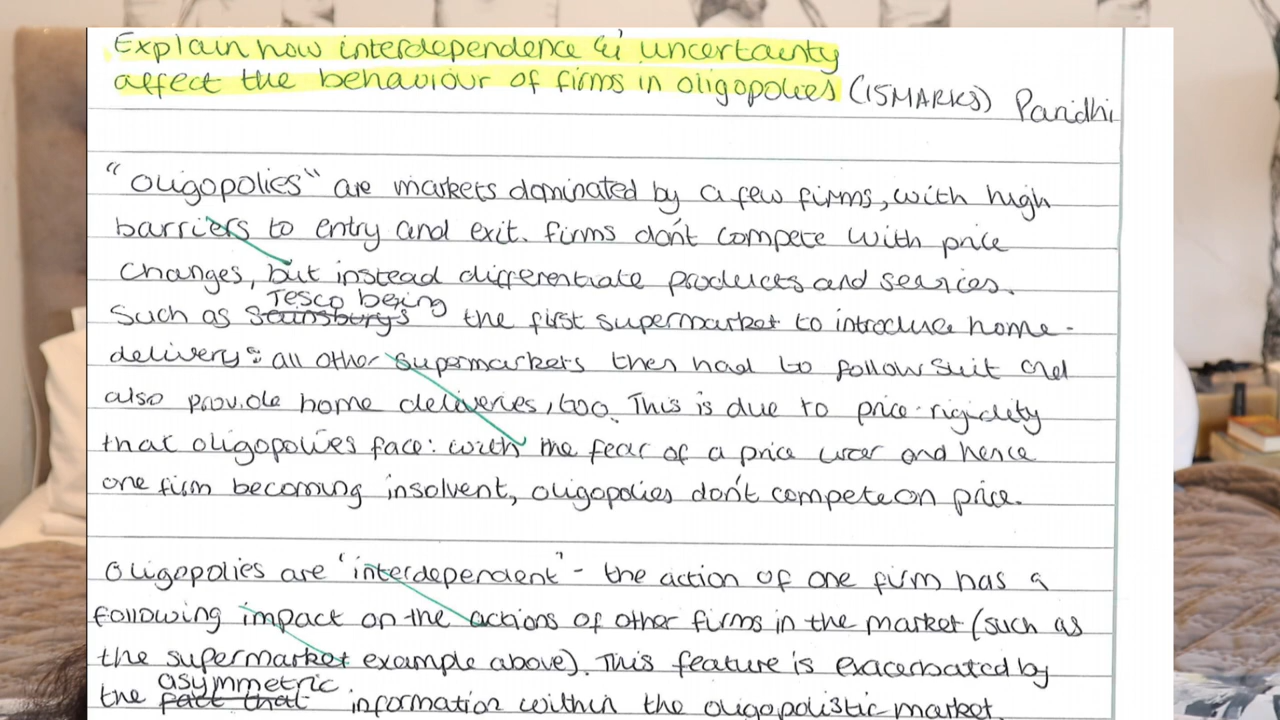 Explain how interdependence & uncertainty
affect the behaviour of firms in oligopolies (15MARKS) Paridhi
"Oligopolies" are markets dominated by a few firms, with high
barriers to entry and exit. Firms don't compete with price
changes, but instead differentiate produces and services.
Such as Seainsburys Tesco being the first supermarket to introduce home-
delivery: all other supermarkets then had to follow suit and
also provide home deliveries, too. This is due to price-rigidity
that oligopolies face: with the fear of a price war and hence
one firm becoming insolvent, oligopolies don't compete on price.
Oligopolies are 'interdependent" - the action of one firm has a
following impact on the actions of other firms in the market (such as
the supermarket example above). This feature is exacerbated by
the fact that asymmetric information within the oligopolistic market